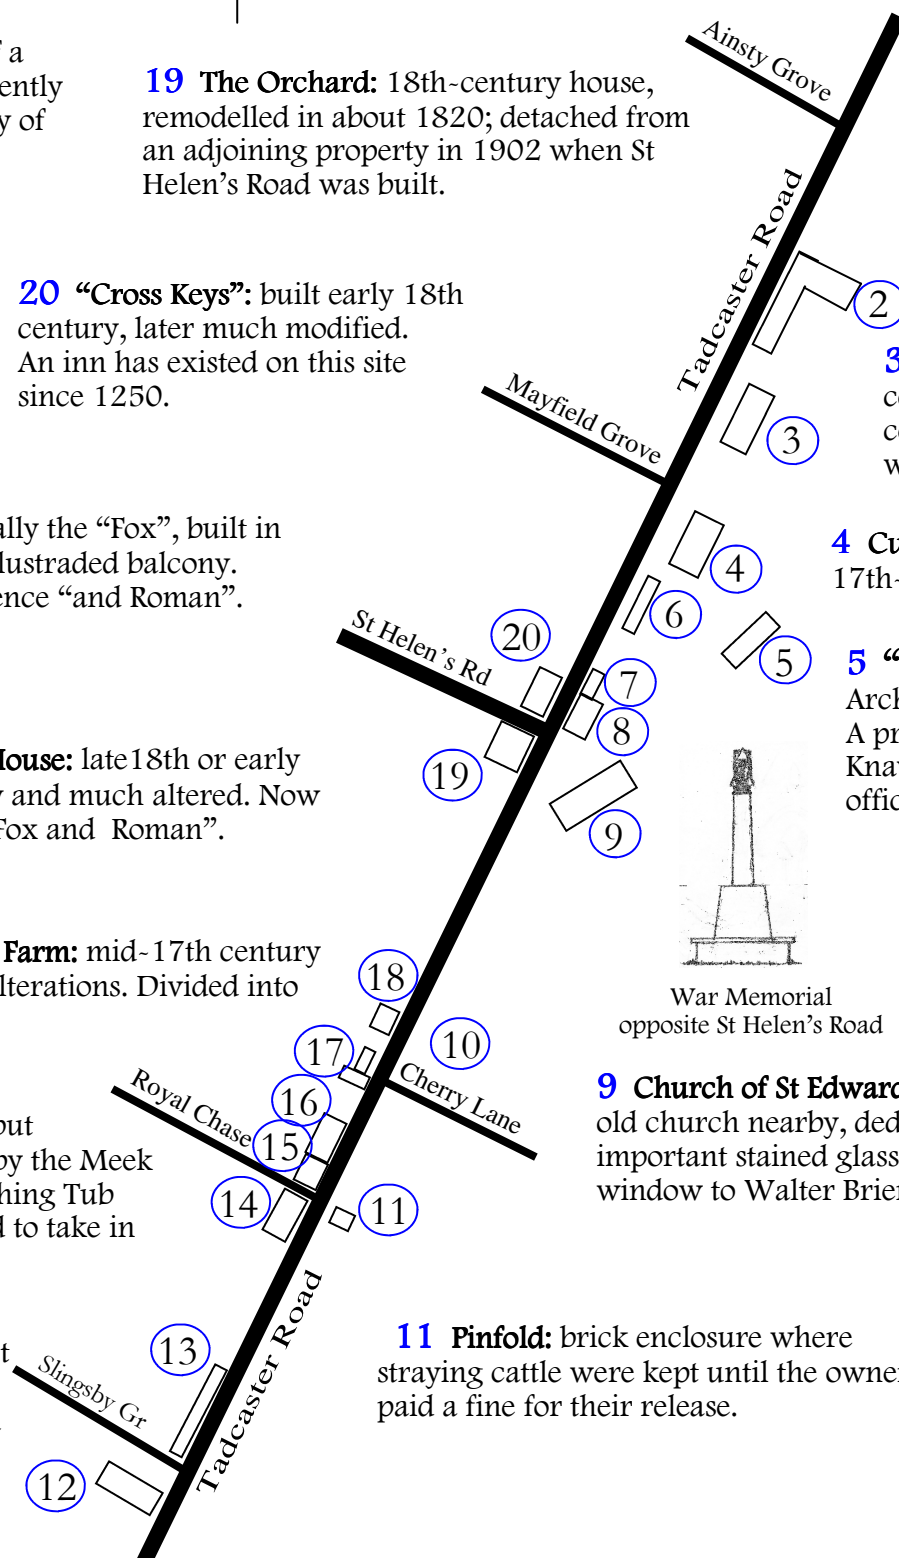 f a
ently
y of
19 The Orchard: 18th-century house,
remodelled in about 1820; detached from
an adjoining property in 1902 when St
Helen's Road was built.
Ainsty Grove
Tadcaster Road
20 “Cross Keys”: built early 18th
century, later much modified.
An inn has existed on this site
since 1250.
2
3
c
c
w
Mayfield Grove
3
ally the “Fox”, built in
lustraded balcony.
ence “and Roman”.
4 Cu
17th-
4
6
5
St Helen's Rd
20
7
8
19
9
5 “
Arch
A pr
Knav
offic
House: late18th or early
y and much altered. Now
Fox and Roman”.
Farm: mid-17th century
lterations. Divided into
War Memorial
opposite St Helen's Road
18
10
17
Cherry Lane
16
15
Royal Chase
14
11
9 Church of St Edward
old church nearby, ded
important stained glass
window to Walter Brier
out
by the Meek
hing Tub
d to take in
Tadcaster Road
11 Pinfold: brick enclosure where
straying cattle were kept until the owne
paid a fine for their release.
13
t
Slingsby Gr
12